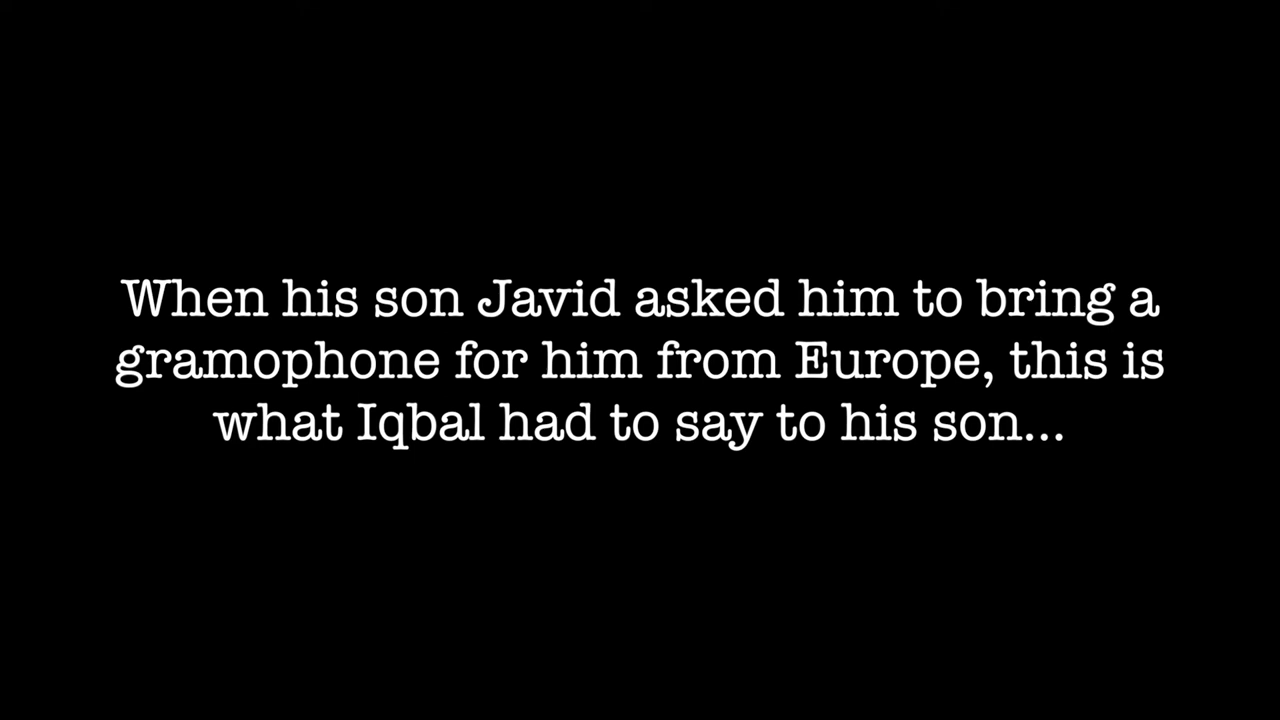 When his son Javid asked him to bring a
gramophone for him from Europe, this is
what Iqbal had to say to his son...